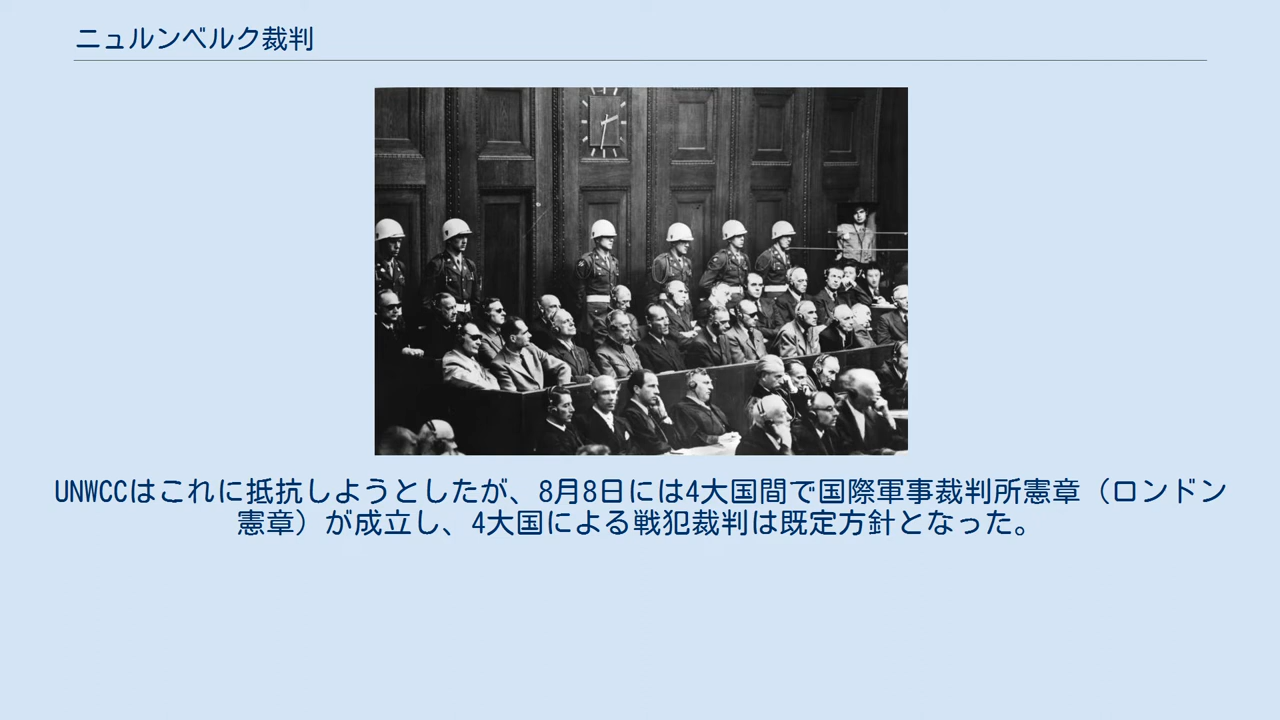 ニュルンベルク裁判
UNWCCはこれに抵抗しようとしたが、8月8日には4大国間で国際軍事裁判所憲章（ロンドン
憲章）が成立し、4大国による戦犯裁判は既定方針となった。